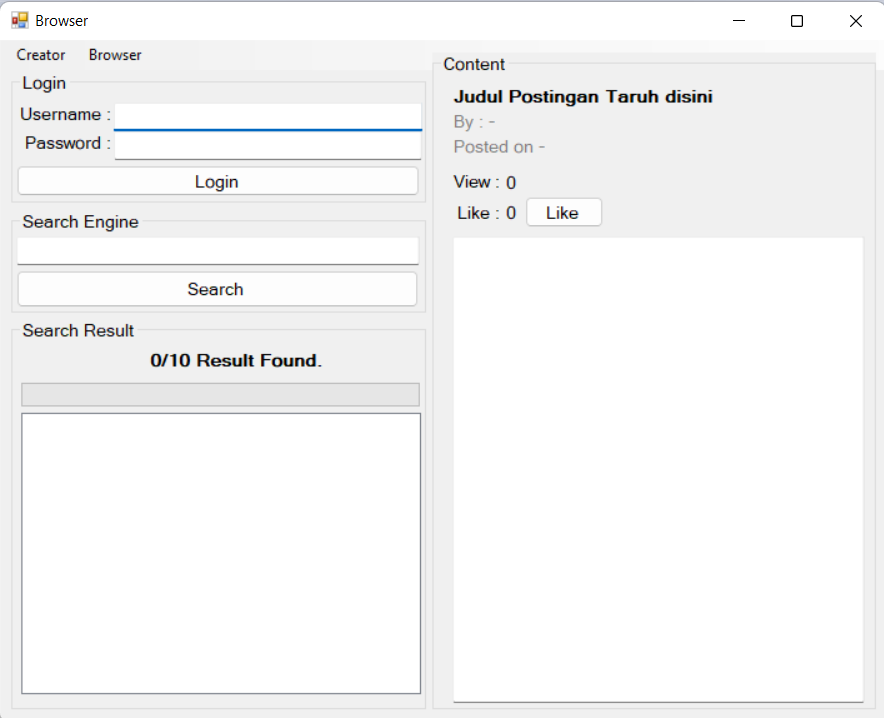 Browser
Creator Browser
Login
Username :
Password :
Login
Search Engine
Search
Search Result
0/10 Result Found.
Content
Judul Postingan Taruh disini
By : -
Posted on -
View : 0
Like : 0 Like